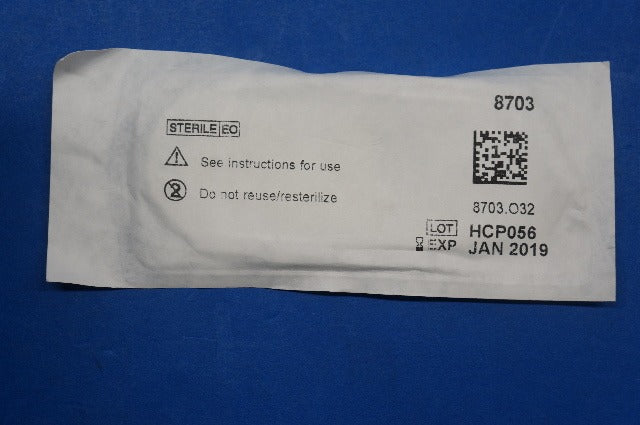 8703
STERILE EO
See instructions for use
Do not reuse/resterilize
8703.O32
LOT HCP056
EXP JAN 2019